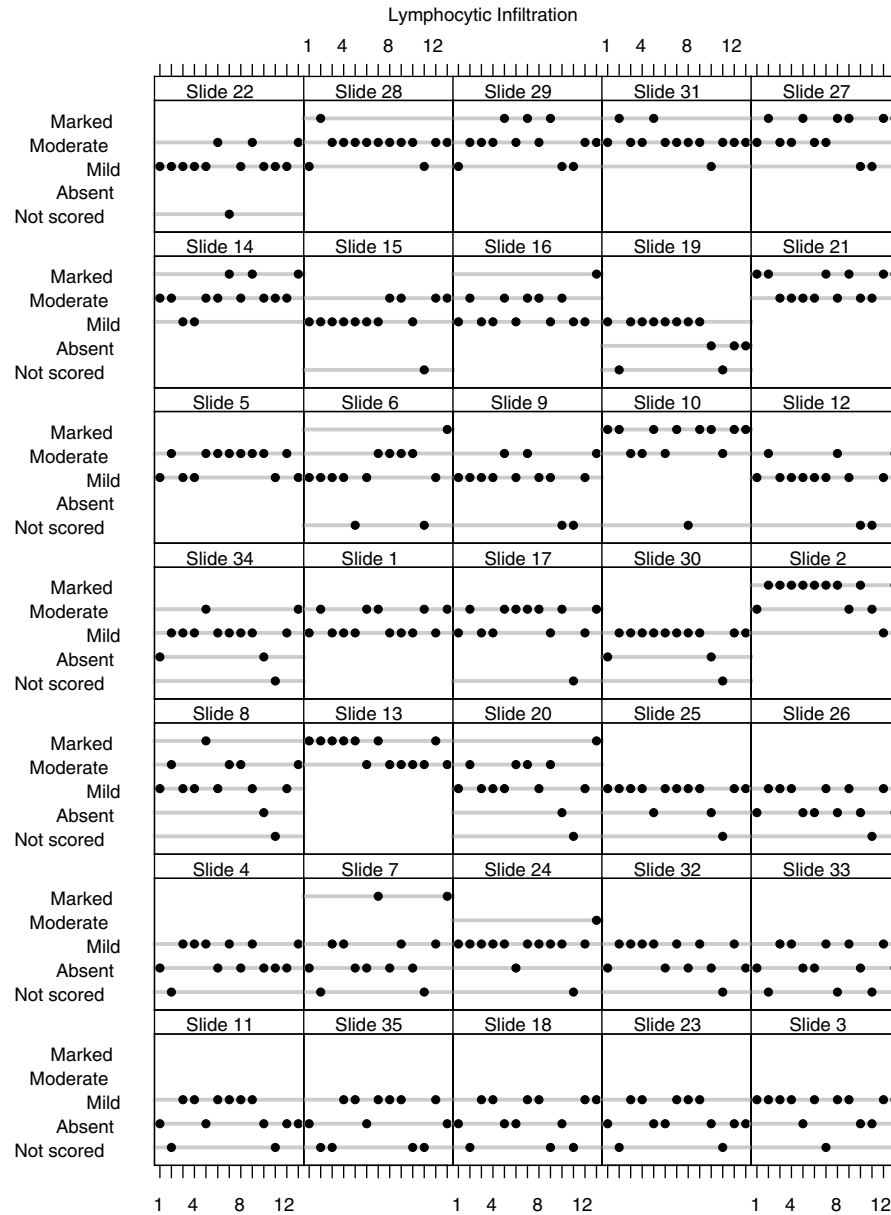 Lymphocytic Infiltration
1 4 8 12 1 4 8 12
Slide 22 Slide 28 Slide 29 Slide 31 Slide 27
Marked
Moderate
Mild
Absent
Not scored
Slide 14 Slide 15 Slide 16 Slide 19 Slide 21
Marked
Moderate
Mild
Absent
Not scored
Slide 5 Slide 6 Slide 9 Slide 10 Slide 12
Marked
Moderate
Mild
Absent
Not scored
Slide 34 Slide 1 Slide 17 Slide 30 Slide 2
Marked
Moderate
Mild
Absent
Not scored
Slide 8 Slide 13 Slide 20 Slide 25 Slide 26
Marked
Moderate
Mild
Absent
Not scored
Slide 4 Slide 7 Slide 24 Slide 32 Slide 33
Marked
Moderate
Mild
Absent
Not scored
Slide 11 Slide 35 Slide 18 Slide 23 Slide 3
Marked
Moderate
Mild
Absent
Not scored
1 4 8 12 1 4 8 12 1 4 8 12